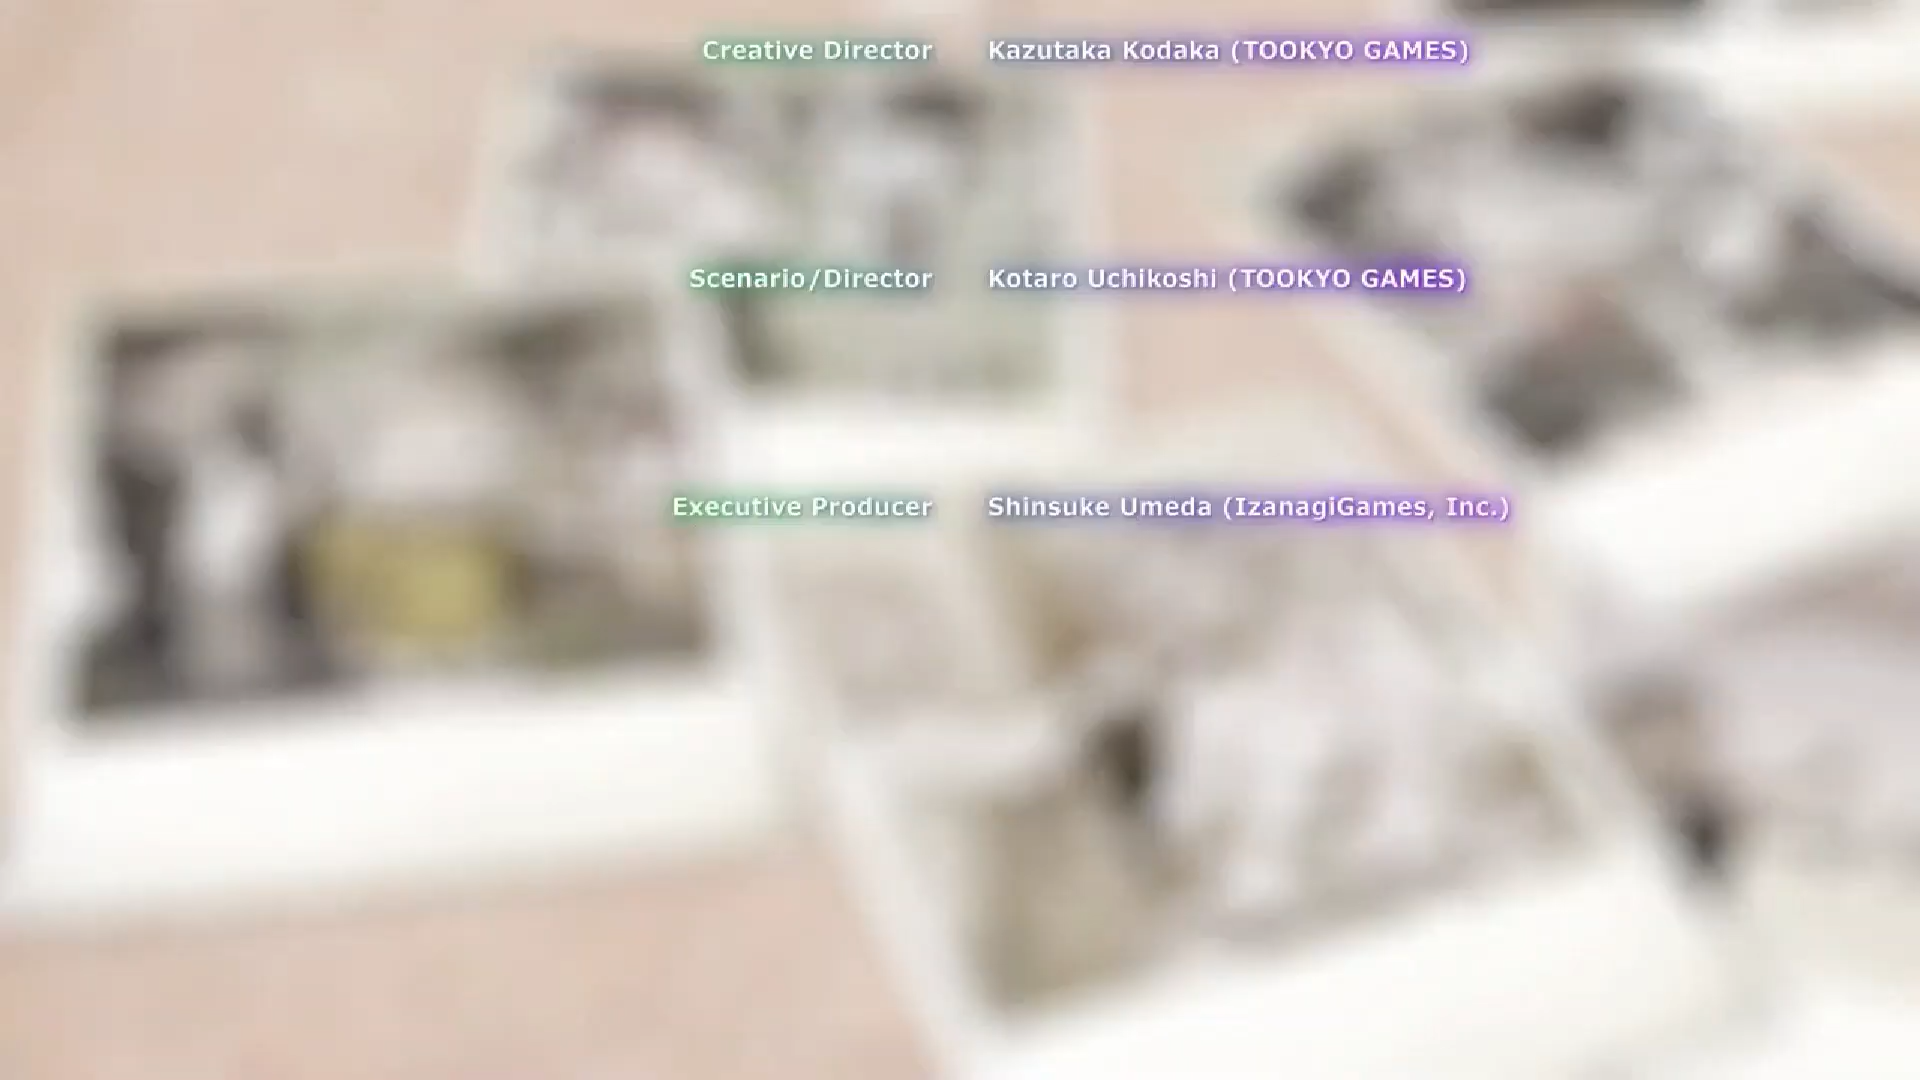 Creative Director Kazutaka Kodaka (TOOKYO GAMES)
Scenario/Director Kotaro Uchikoshi (TOOKYO GAMES)
Executive Producer Shinsuke Umeda (IzanagiGames, Inc.)